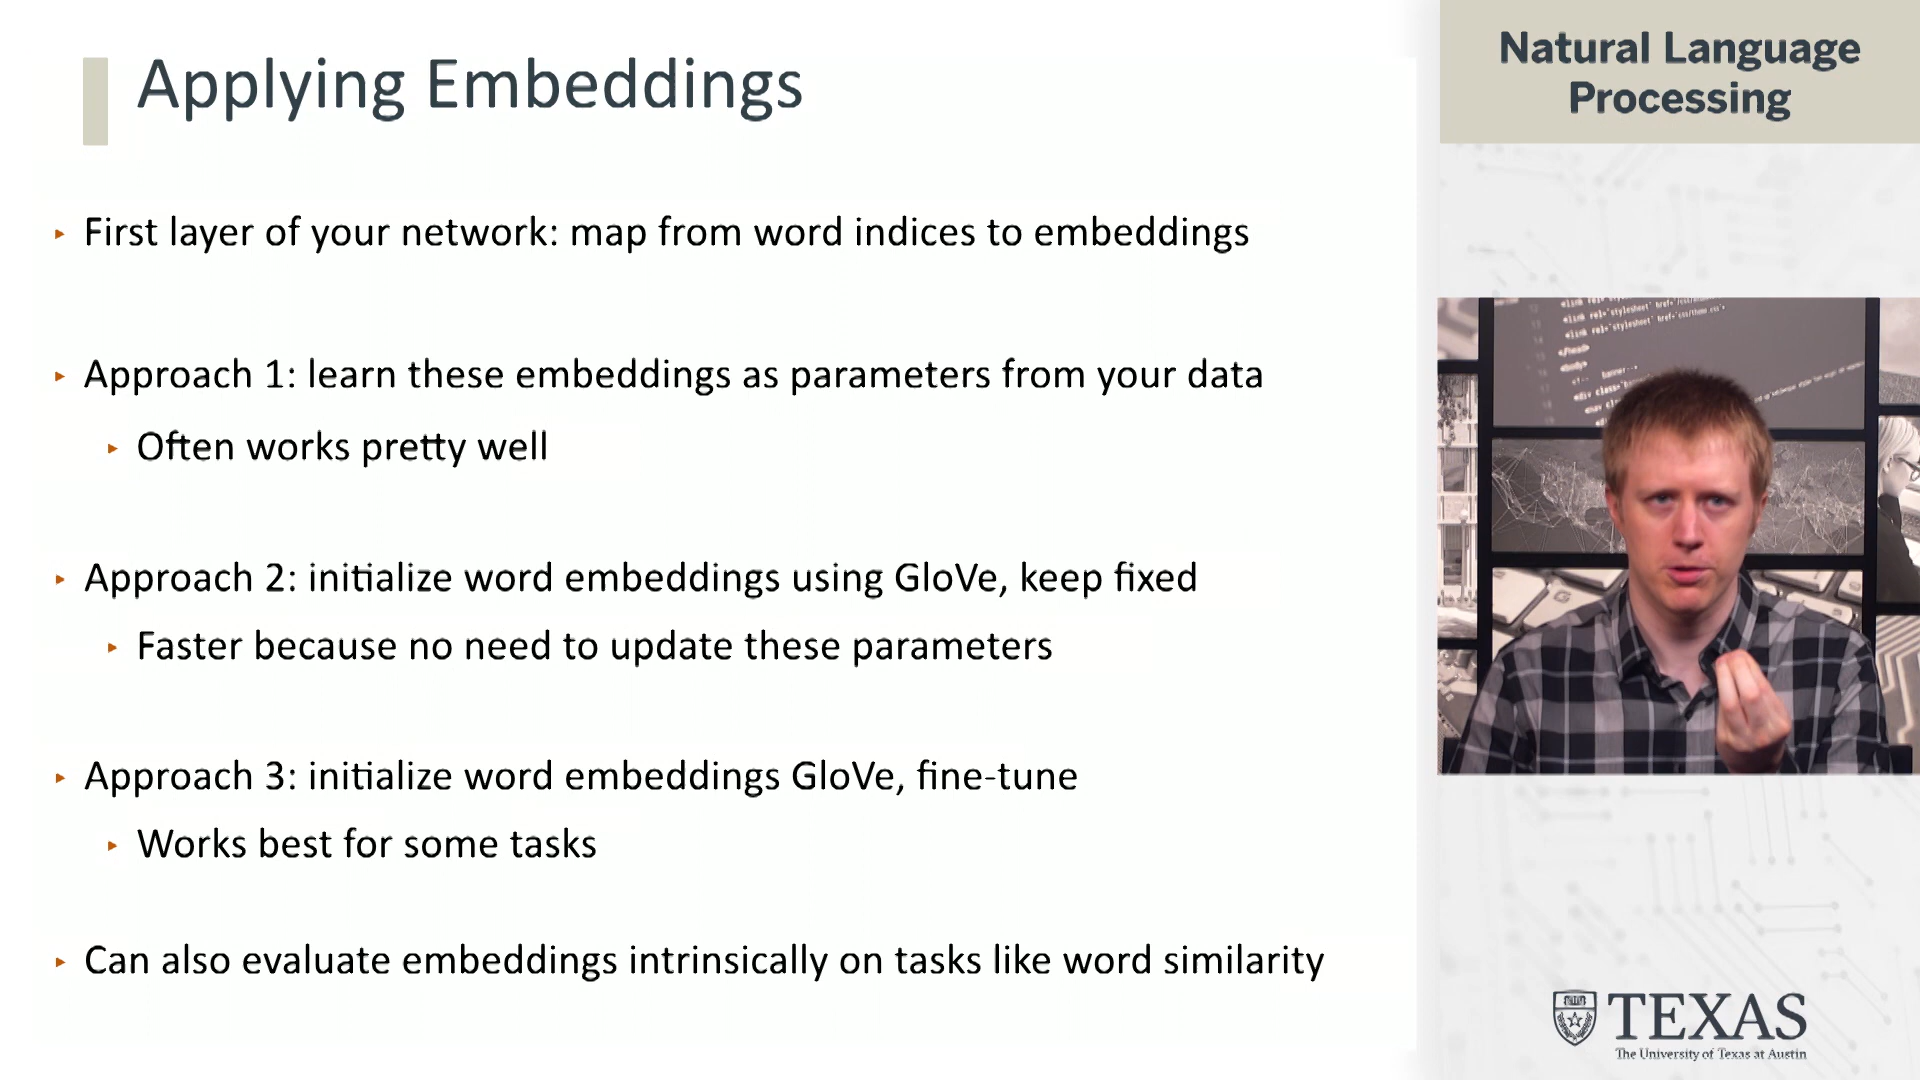 Applying Embeddings
Natural Language
Processing
‣ First layer of your network: map from word indices to embeddings
‣ Approach 1: learn these embeddings as parameters from your data
‣ Often works pretty well
‣ Approach 2: initialize word embeddings using GloVe, keep fixed
‣ Faster because no need to update these parameters
‣ Approach 3: initialize word embeddings GloVe, fine-tune
‣ Works best for some tasks
‣ Can also evaluate embeddings intrinsically on tasks like word similarity
TEXAS
The University of Texas at Austin